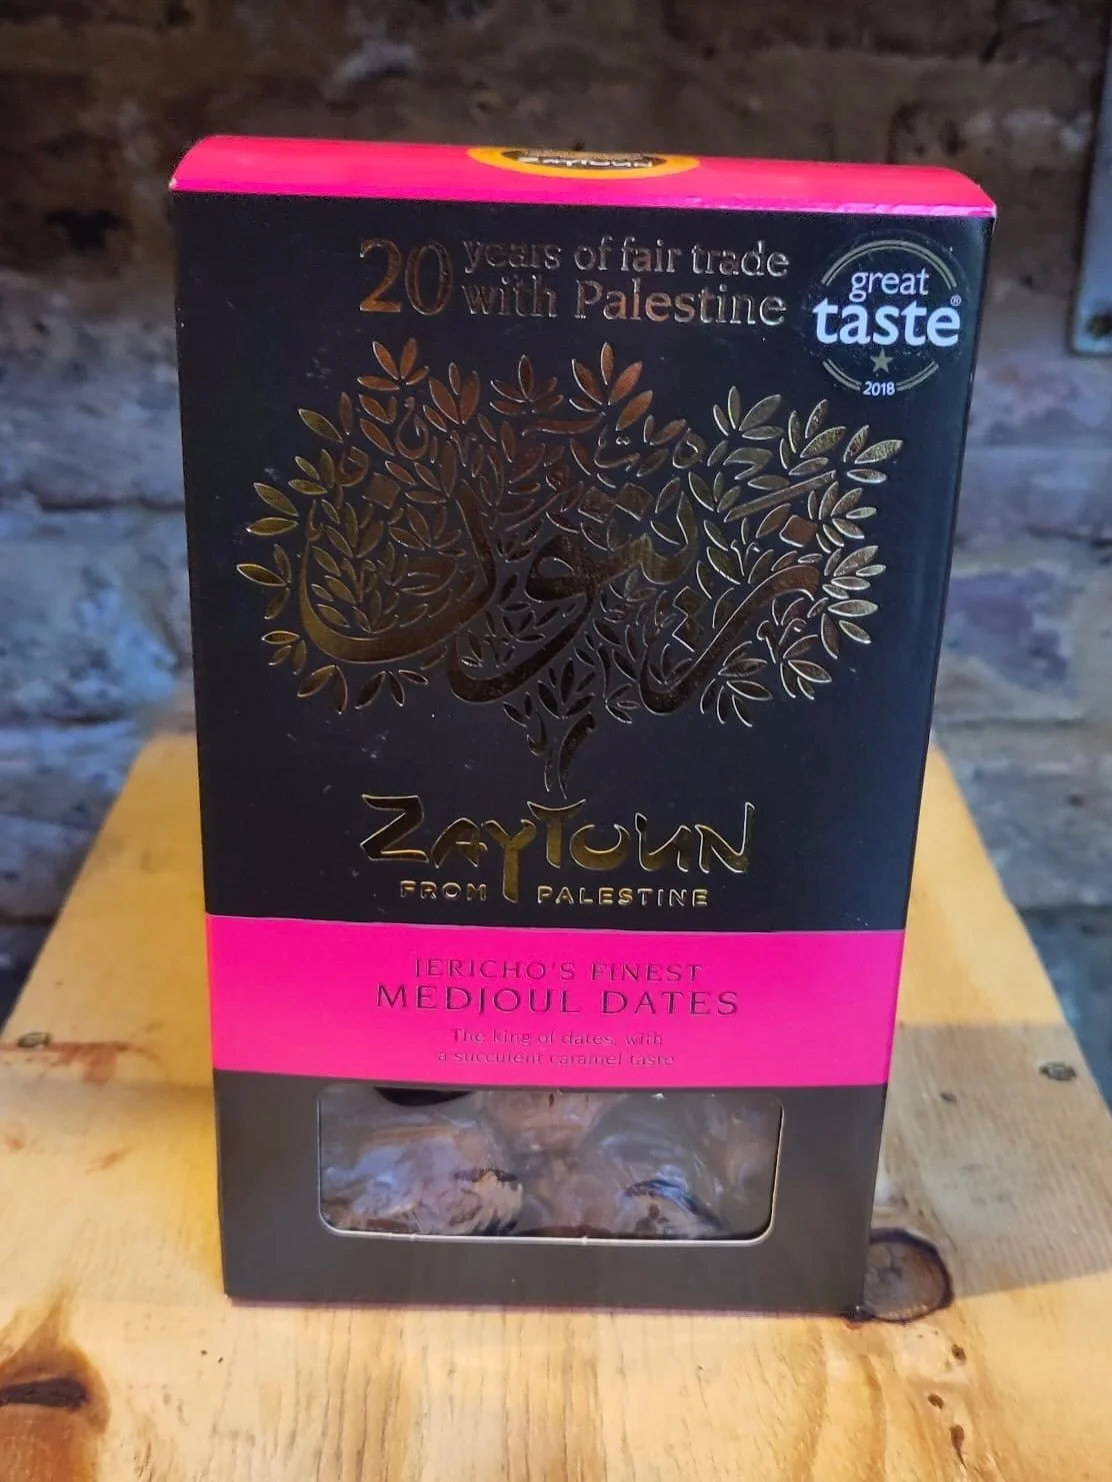 ZAYTOUN
20 years of fair trade
with Palestine
great
taste®
2018
زيتون
ZAYTOUN
FROM PALESTINE
JERICHO'S FINEST
MEDJOUL DATES
The king of dates, with
a succulent caramel taste